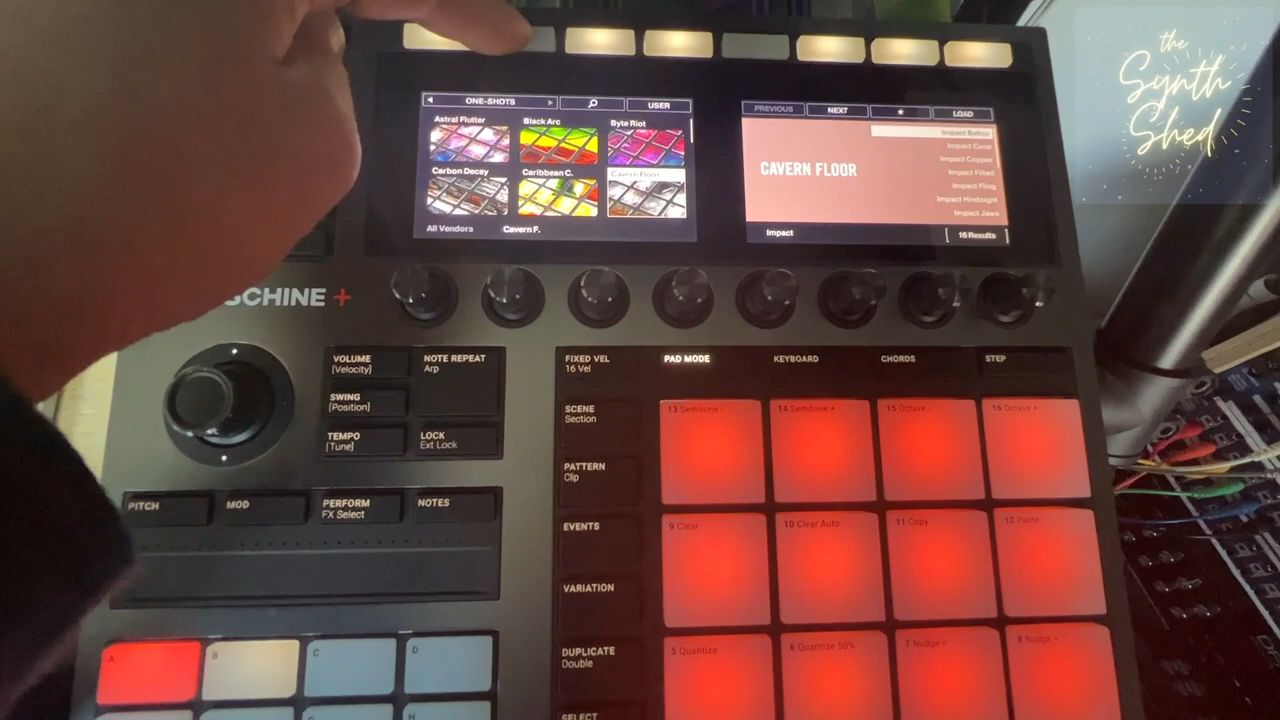 the
Synth
Shed
ONE-SHOTS
USER
Astral Flutter
Black Arc
Byte Riot
Carbon Decay
Caribbean C.
Cavern Floor
All Vendors
Cavern F.
PREVIOUS
NEXT
LOAD
CAVERN FLOOR
Impact Betton
Impact Cone
Impact Copper
Impact Filled
Impact Fling
Impact Hindsight
Impact Jaws
Impact
16 Results
SCHINE +
VOLUME
[Velocity]
NOTE REPEAT
Arp
SWING
[Position]
TEMPO
[Tune]
LOCK
Ext Lock
PITCH
MOD
PERFORM
FX Select
NOTES
FIXED VEL
16 Vel
PAD MODE
KEYBOARD
CHORDS
STEP
SCENE
Section
PATTERN
Clip
EVENTS
VARIATION
DUPLICATE
Double
SELECT
13 Semitone -
14 Semitone +
15 Octave -
16 Octave +
9 Clear
10 Clear Auto
11 Copy
12 Paste
5 Quantize
6 Quantize 50%
7 Nudge -
8 Nudge +
A
B
C
D
H